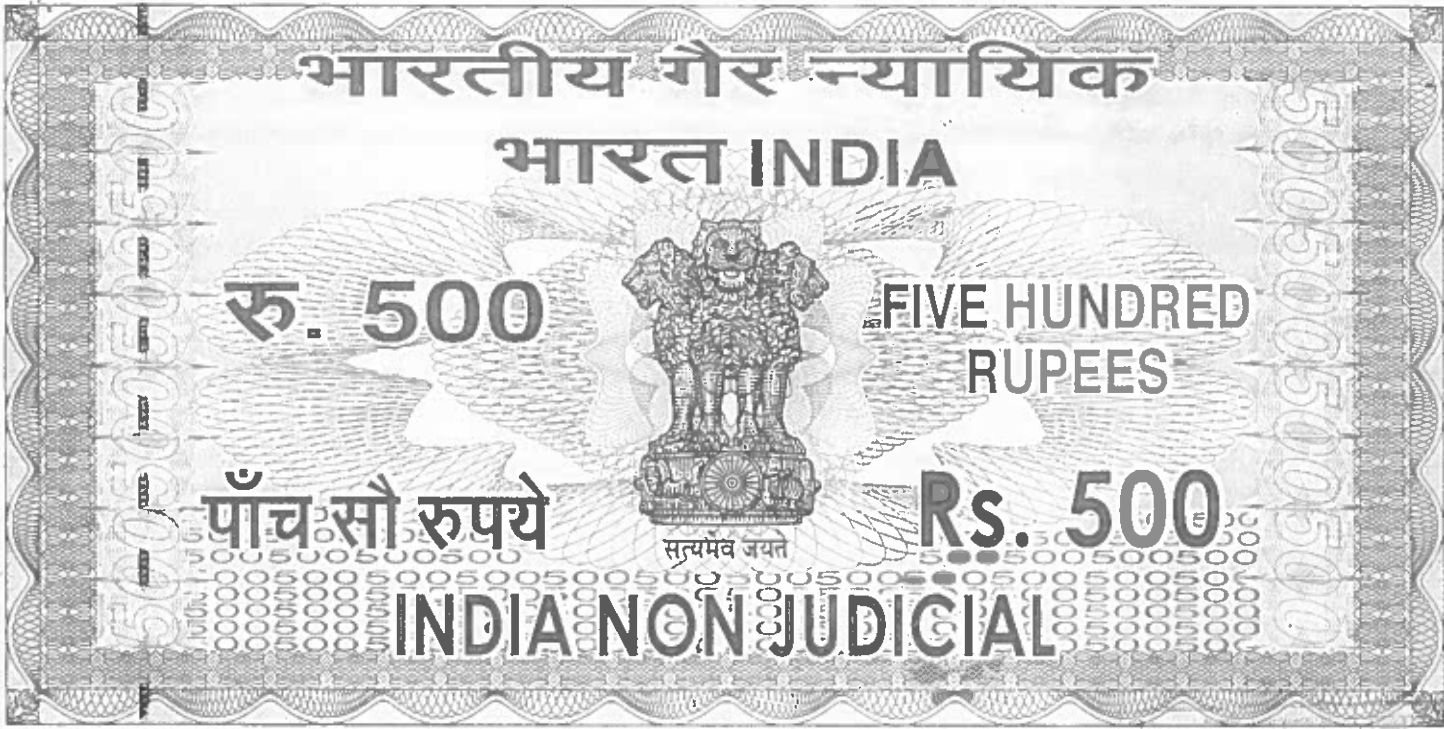 भारतीय गैर न्यायिक
भारत INDIA
रु. 500
FIVE HUNDRED
RUPEES
पाँच सौ रुपये
सत्यमेव जयते
Rs. 500
INDIA NON JUDICIAL